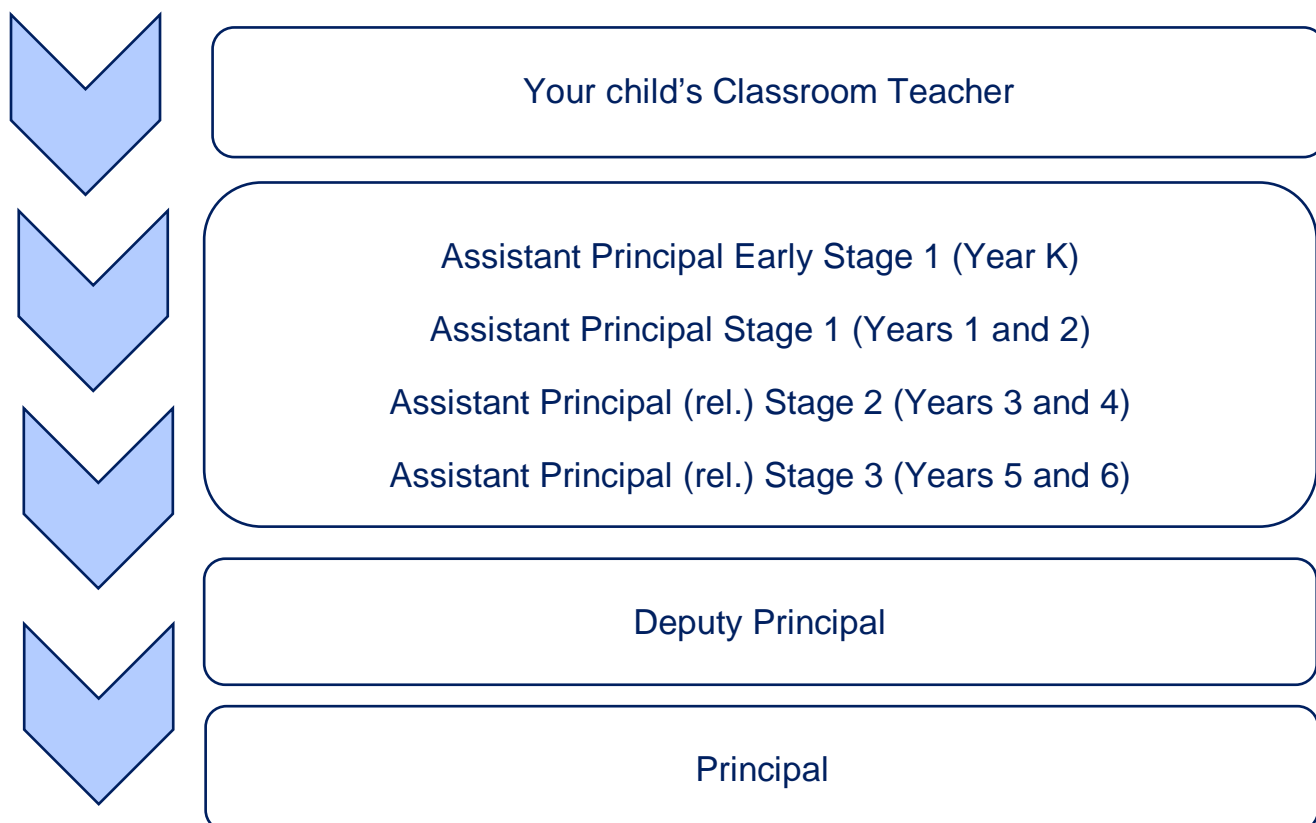 Your child’s Classroom Teacher
Assistant Principal Early Stage 1 (Year K)
Assistant Principal Stage 1 (Years 1 and 2)
Assistant Principal (rel.) Stage 2 (Years 3 and 4)
Assistant Principal (rel.) Stage 3 (Years 5 and 6)
Deputy Principal
Principal